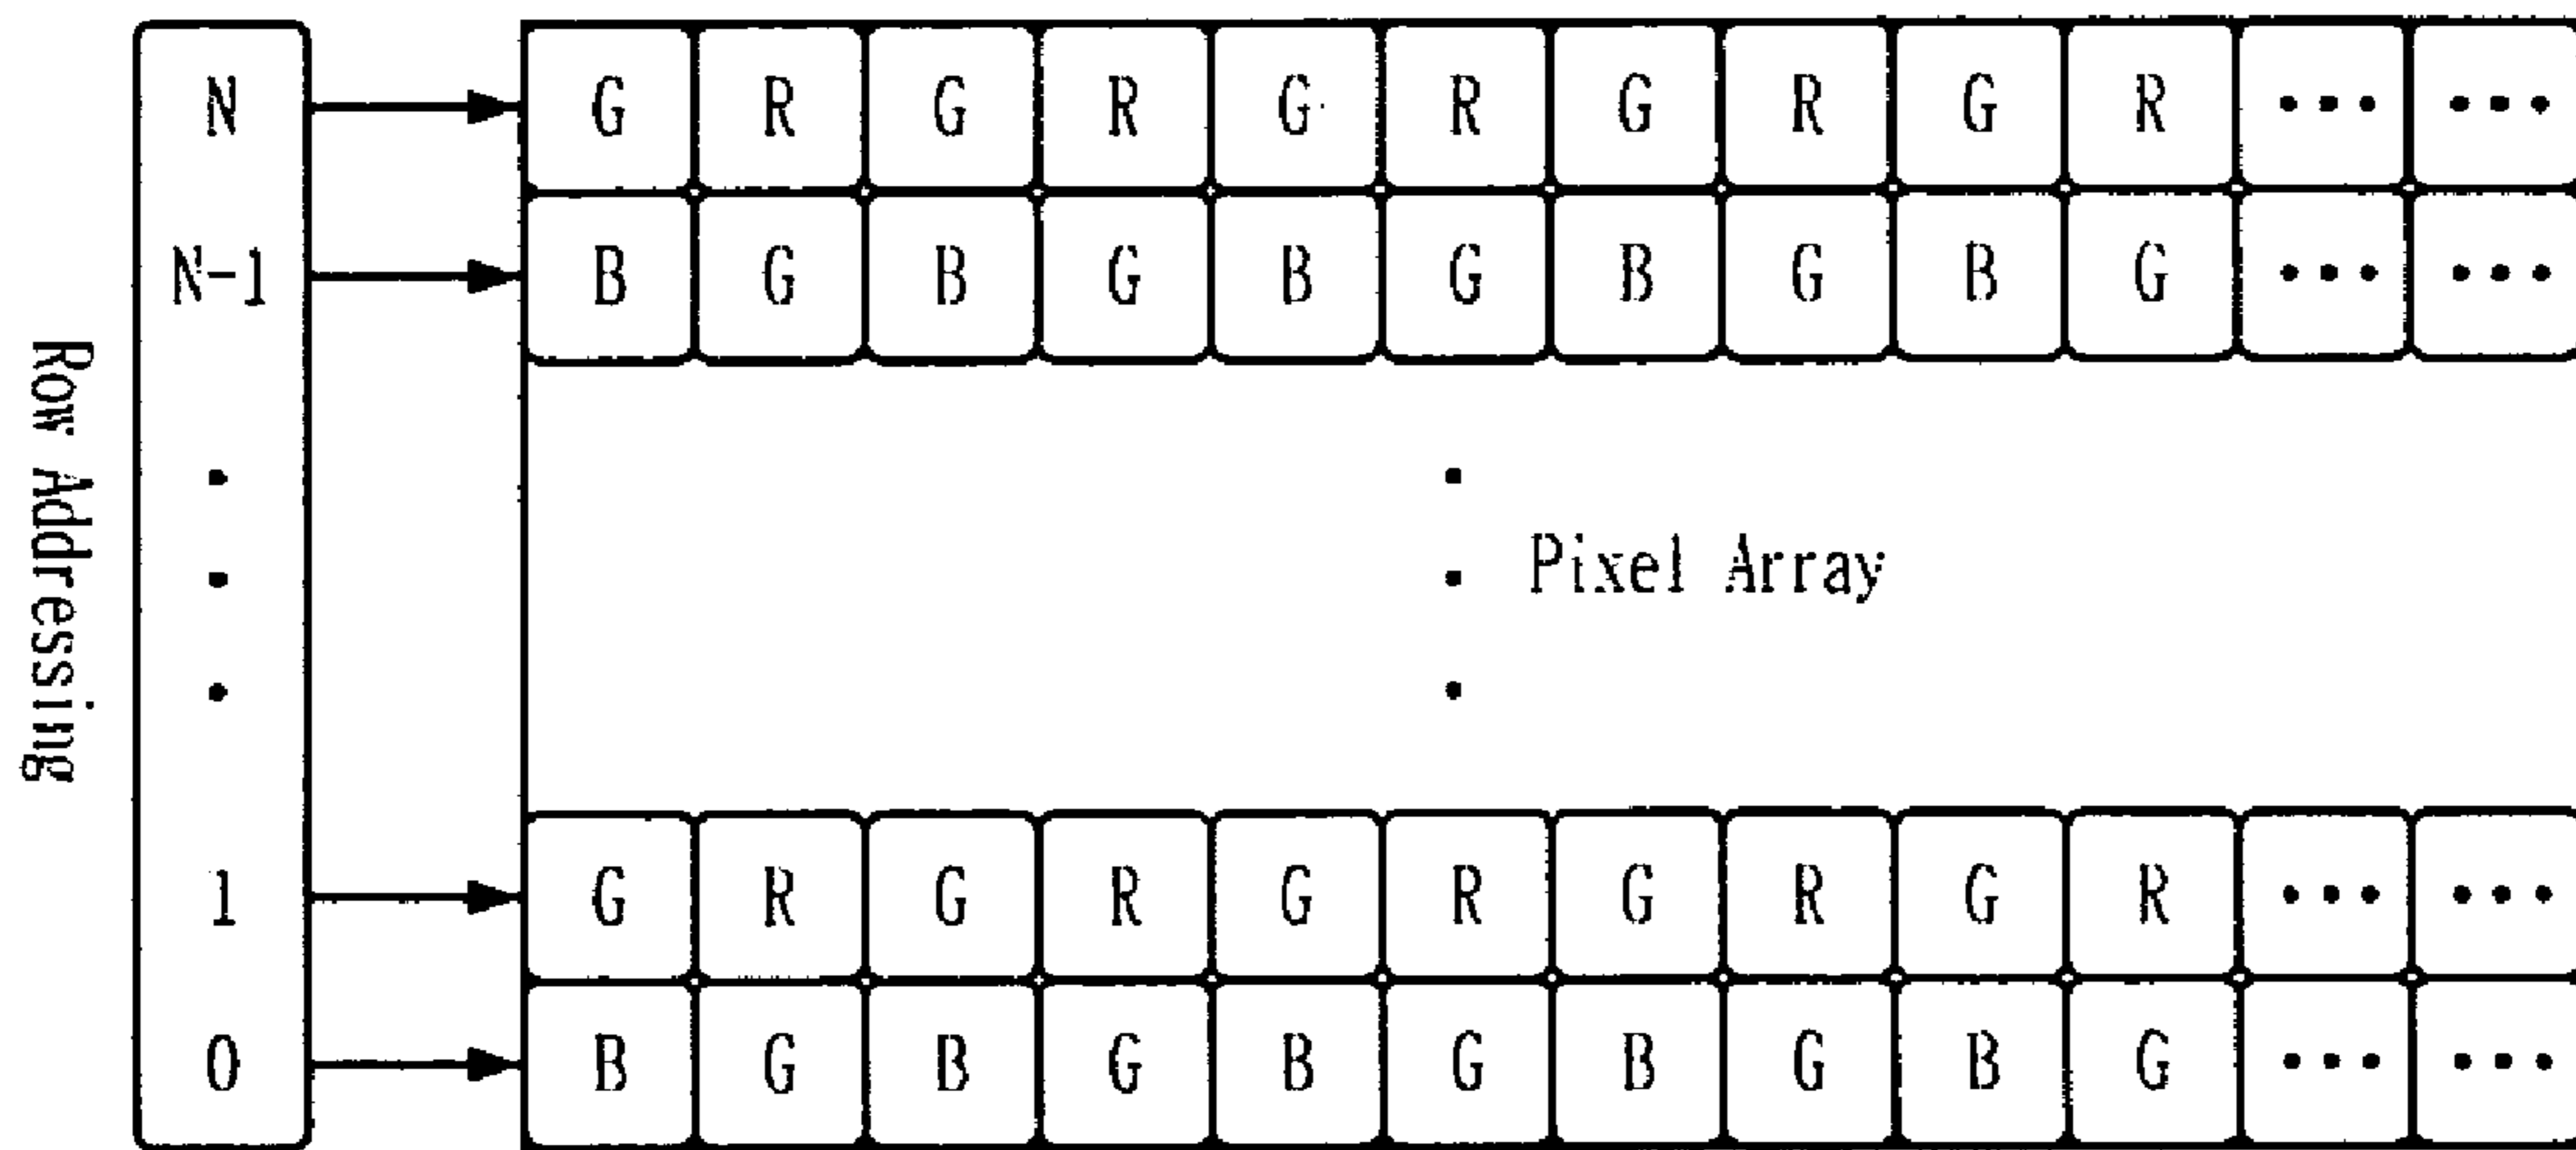 N G R G R G R G R G R ... ...
N-1 B G B G B G B G B G ... ...
Row Addressing
Pixel Array
1 G R G R G R G R G R ... ...
0 B G B G B G B G B G ... ...